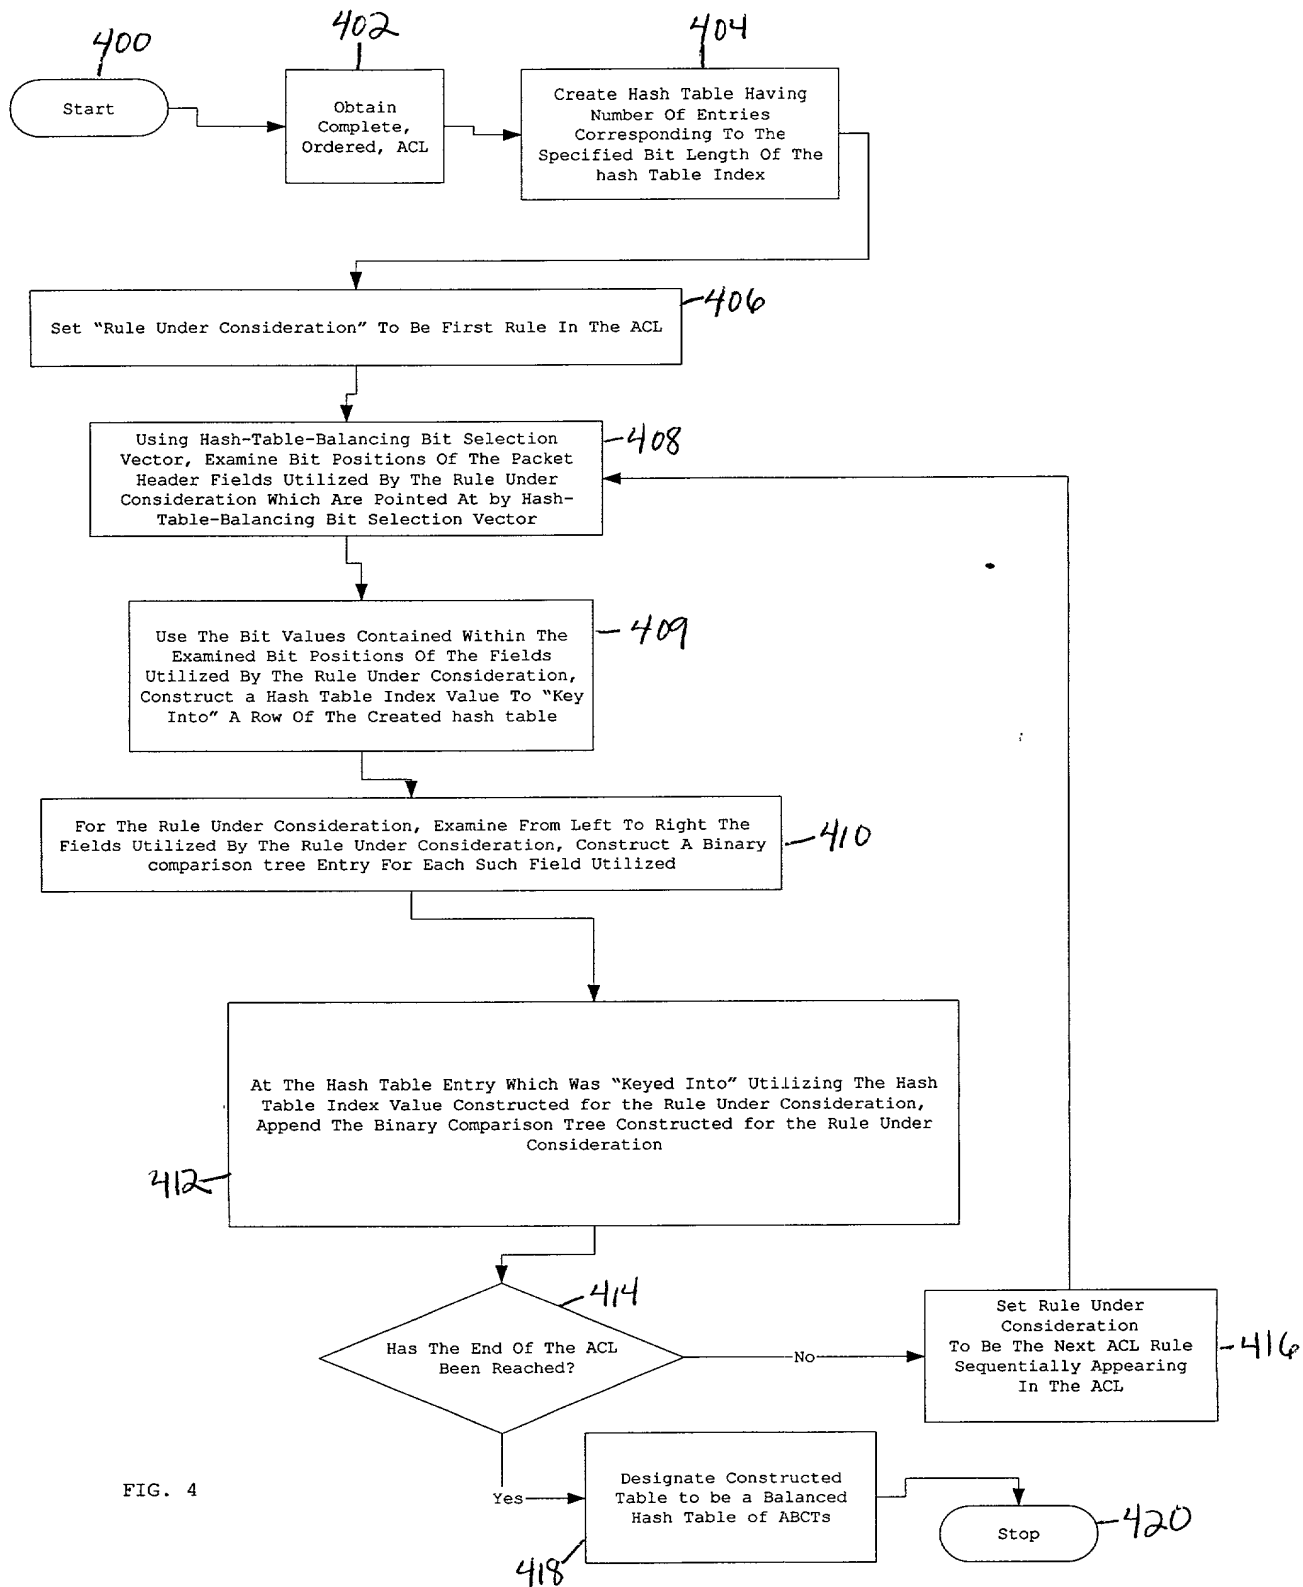 400
Start
402
Obtain
Complete,
Ordered, ACL
404
Create Hash Table Having
Number Of Entries
Corresponding To The
Specified Bit Length Of The
hash Table Index
406
Set “Rule Under Consideration” To Be First Rule In The ACL
408
Using Hash-Table-Balancing Bit Selection
Vector, Examine Bit Positions Of The Packet
Header Fields Utilized By The Rule Under
Consideration Which Are Pointed At by Hash-
Table-Balancing Bit Selection Vector
409
Use The Bit Values Contained Within The
Examined Bit Positions Of The Fields
Utilized By The Rule Under Consideration,
Construct a Hash Table Index Value To “Key
Into” A Row Of The Created hash table
410
For The Rule Under Consideration, Examine From Left To Right The
Fields Utilized By The Rule Under Consideration, Construct A Binary
comparison tree Entry For Each Such Field Utilized
At The Hash Table Entry Which Was “Keyed Into” Utilizing The Hash
Table Index Value Constructed for the Rule Under Consideration,
Append The Binary Comparison Tree Constructed for the Rule Under
Consideration
412
414
Has The End Of The ACL
Been Reached?
No
Set Rule Under
Consideration
To Be The Next ACL Rule
Sequentially Appearing
In The ACL
416
Yes
Designate Constructed
Table to be a Balanced
Hash Table of ABCTs
418
Stop
420
FIG. 4